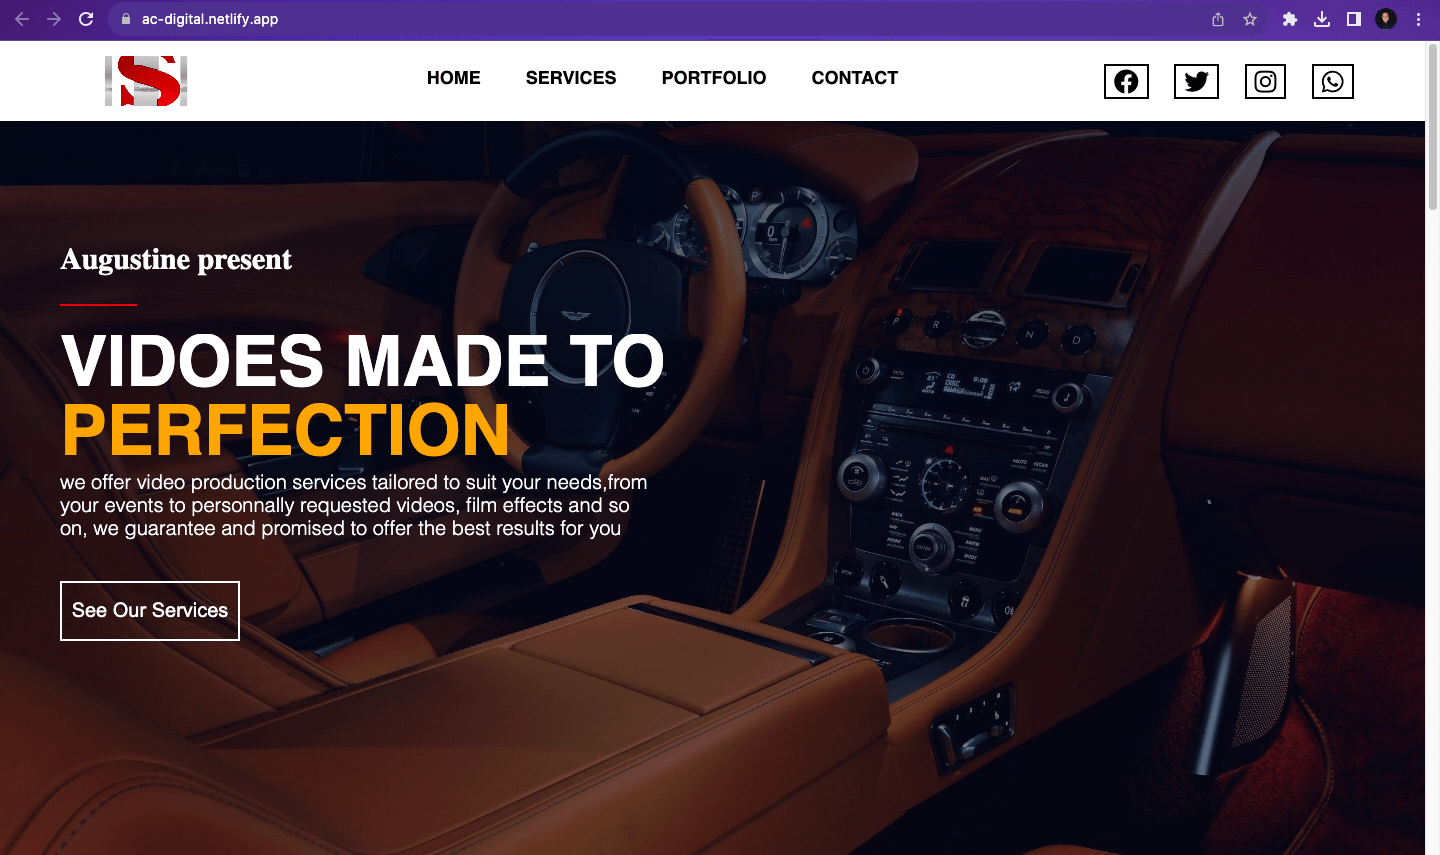 ac-digital.netlify.app
S
HOME SERVICES PORTFOLIO CONTACT
Augustine present
VIDOES MADE TO
PERFECTION
we offer video production services tailored to suit your needs,from
your events to personnally requested videos, film effects and so
on, we guarantee and promised to offer the best results for you
See Our Services
P
R
N
D
ENTER